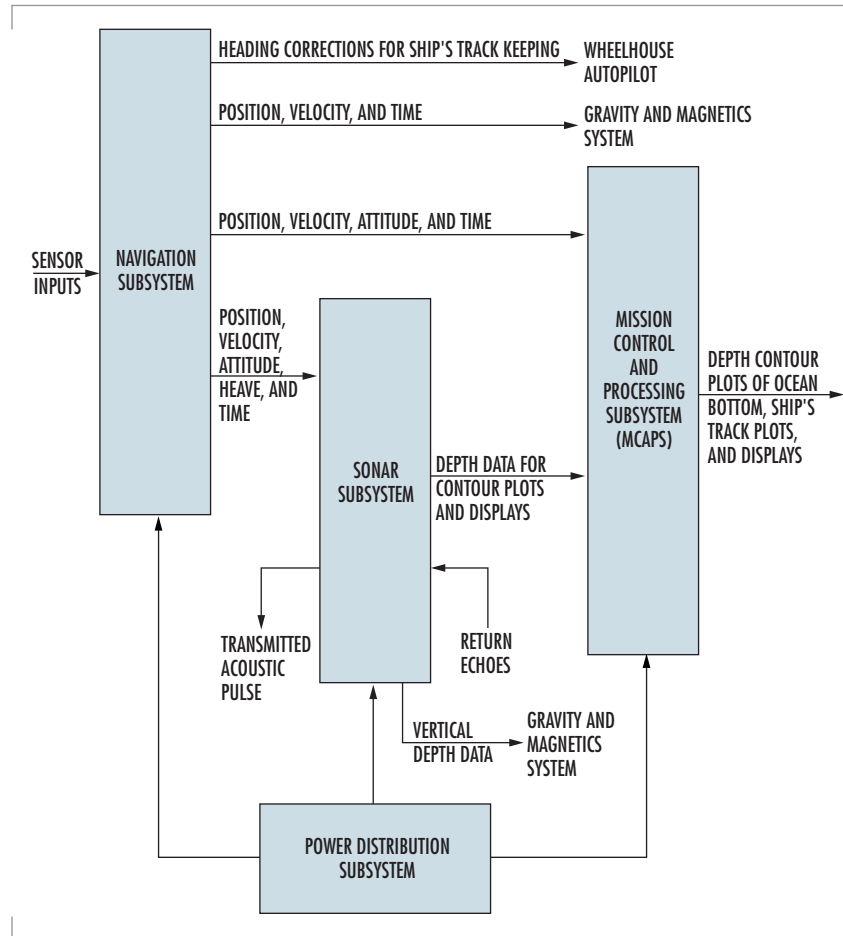 HEADING CORRECTIONS FOR SHIP'S TRACK KEEPING
WHEELHOUSE
AUTOPILOT
POSITION, VELOCITY, AND TIME
GRAVITY AND MAGNETICS
SYSTEM
POSITION, VELOCITY, ATTITUDE, AND TIME
SENSOR
INPUTS
NAVIGATION
SUBSYSTEM
POSITION,
VELOCITY,
ATTITUDE,
HEAVE, AND
TIME
MISSION
CONTROL
AND
PROCESSING
SUBSYSTEM
(MCAPS)
DEPTH CONTOUR
PLOTS OF OCEAN
BOTTOM, SHIP'S
TRACK PLOTS,
AND DISPLAYS
SONAR
SUBSYSTEM
DEPTH DATA FOR
CONTOUR PLOTS
AND DISPLAYS
TRANSMITTED
ACOUSTIC
PULSE
RETURN
ECHOES
VERTICAL
DEPTH DATA
GRAVITY AND
MAGNETICS
SYSTEM
POWER DISTRIBUTION
SUBSYSTEM